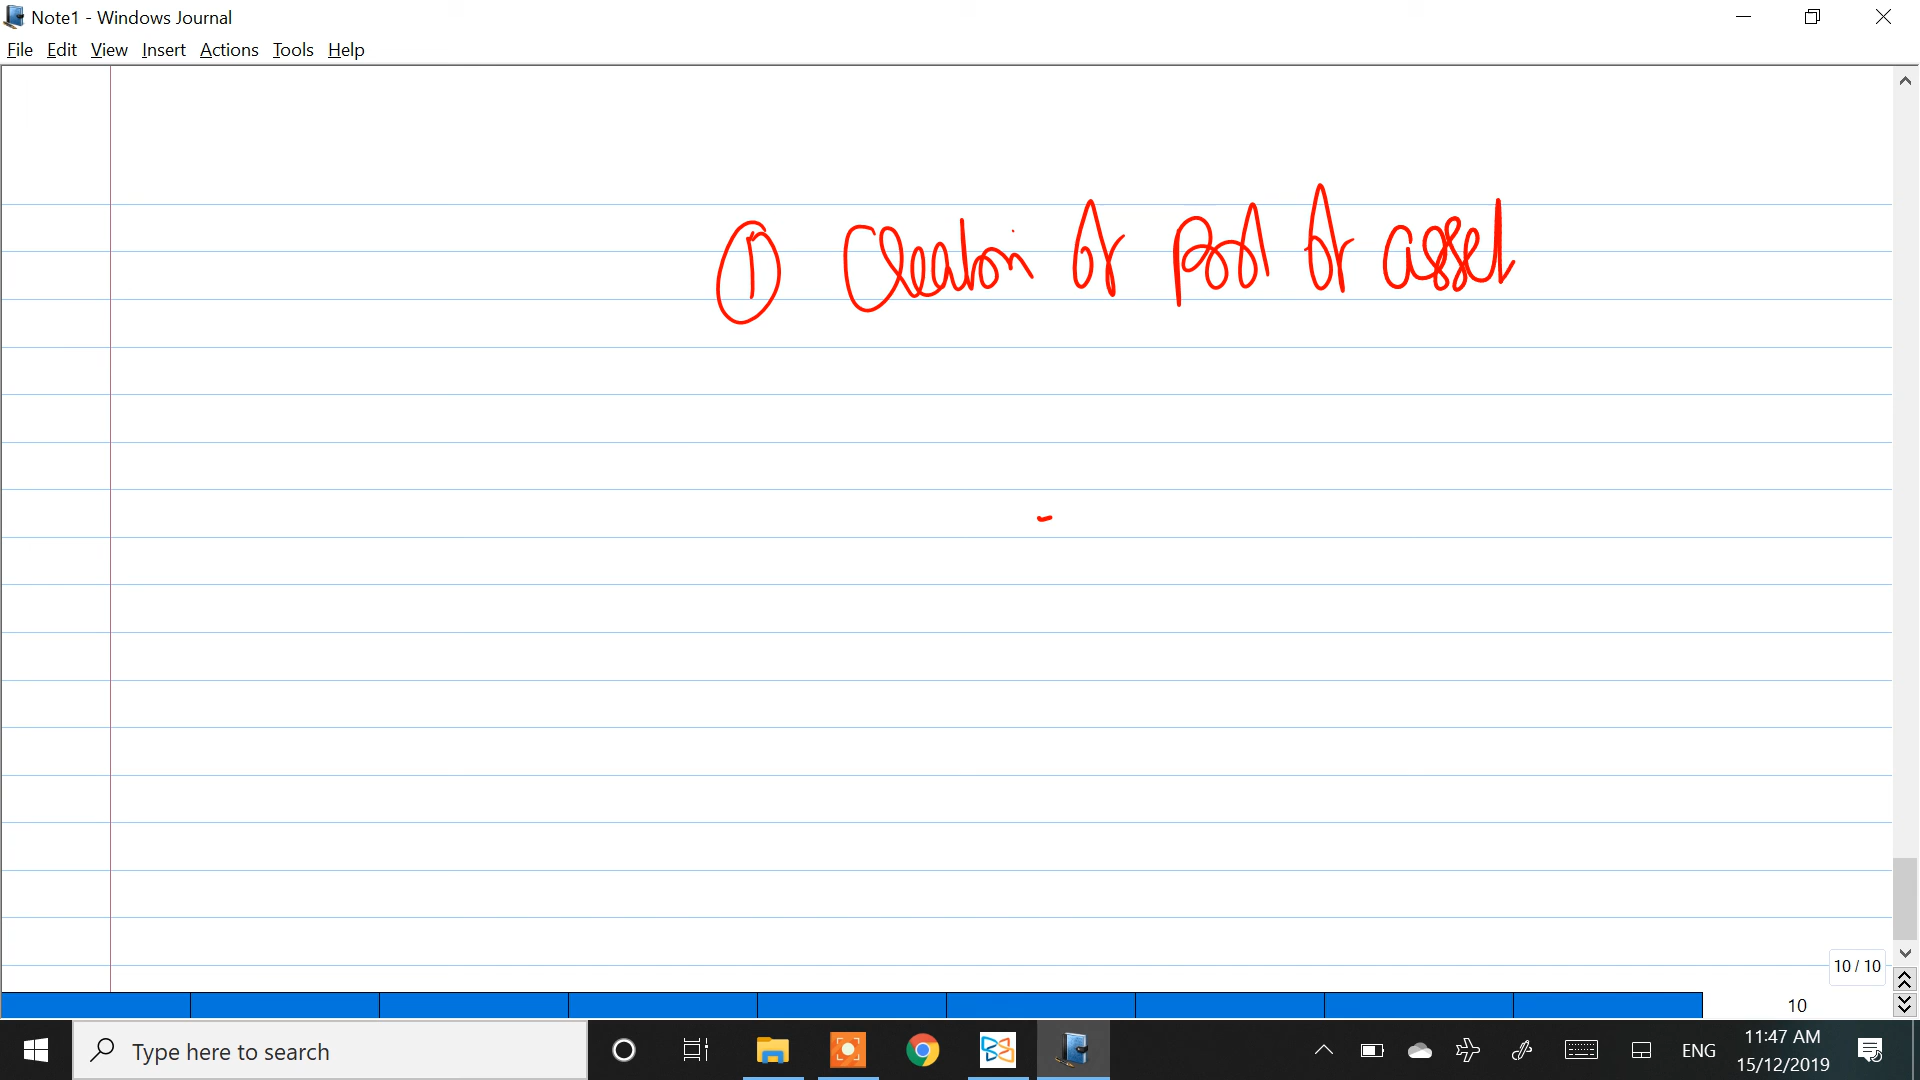 Note1 - Windows Journal
File Edit View Insert Actions Tools Help
① Creation of pool of asset
-
10 / 10
10
Type here to search
ENG
11:47 AM
15/12/2019